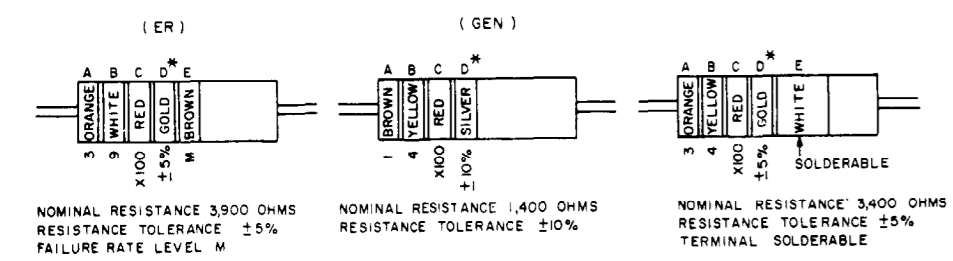 ( ER )
A B C D* E
ORANGE WHITE RED GOLD BROWN
3 9 X100 ±5% M
NOMINAL RESISTANCE 3,900 OHMS
RESISTANCE TOLERANCE ±5%
FAILURE RATE LEVEL M
( GEN )
A B C D*
BROWN YELLOW RED SILVER
1 4 X100 ±10%
NOMINAL RESISTANCE 1,400 OHMS
RESISTANCE TOLERANCE ±10%
A B C D* E
ORANGE YELLOW RED GOLD WHITE
3 4 X100 ±5% SOLDERABLE
NOMINAL RESISTANCE 3,400 OHMS
RESISTANCE TOLERANCE ±5%
TERMINAL SOLDERABLE